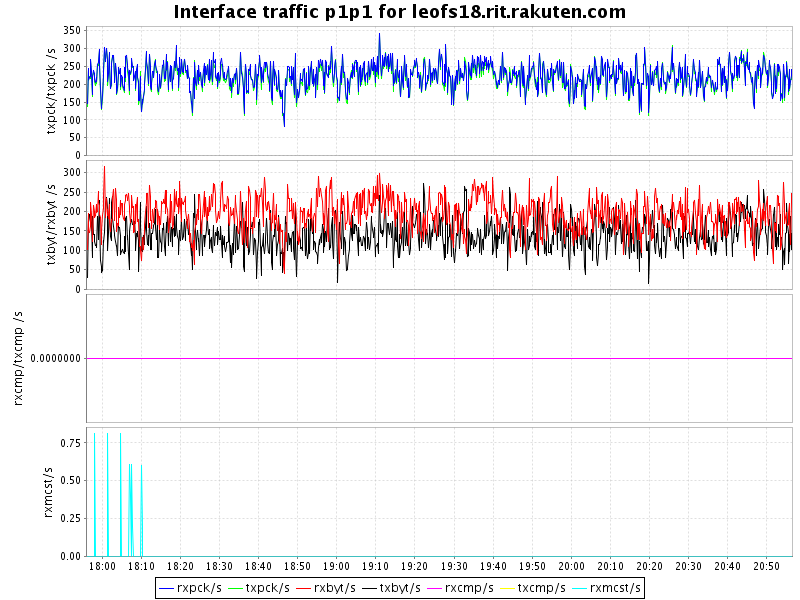 Interface traffic p1p1 for leofs18.rit.rakuten.com
350
300
250
200
150
100
50
0
txpck/txpck /s
300
250
200
150
100
50
0
txbyt/rxbyt /s
0.0000000
rxcmp/txcmp /s
0.75
0.50
0.25
0.00
rxmcst/s
18:00 18:10 18:20 18:30 18:40 18:50 19:00 19:10 19:20 19:30 19:40 19:50 20:00 20:10 20:20 20:30 20:40 20:50
rxpck/s txpck/s rxbyt/s txbyt/s rxcmp/s txcmp/s rxmcst/s